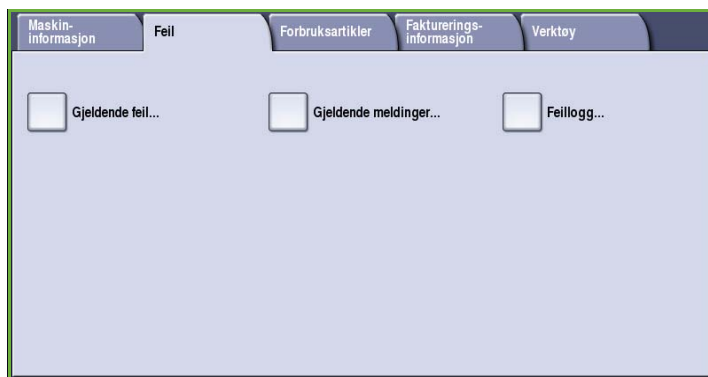 Maskin-
informasjon
Feil
Forbruksartikler
Fakturerings-
informasjon
Verktøy
Gjeldende feil...
Gjeldende meldinger...
Feillogg...